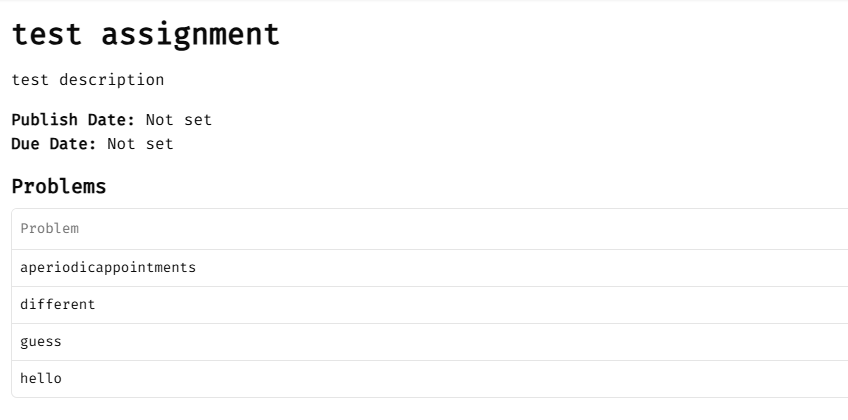 test assignment
test description
Publish Date: Not set
Due Date: Not set
Problems
Problem
aperiodicappointments
different
guess
hello